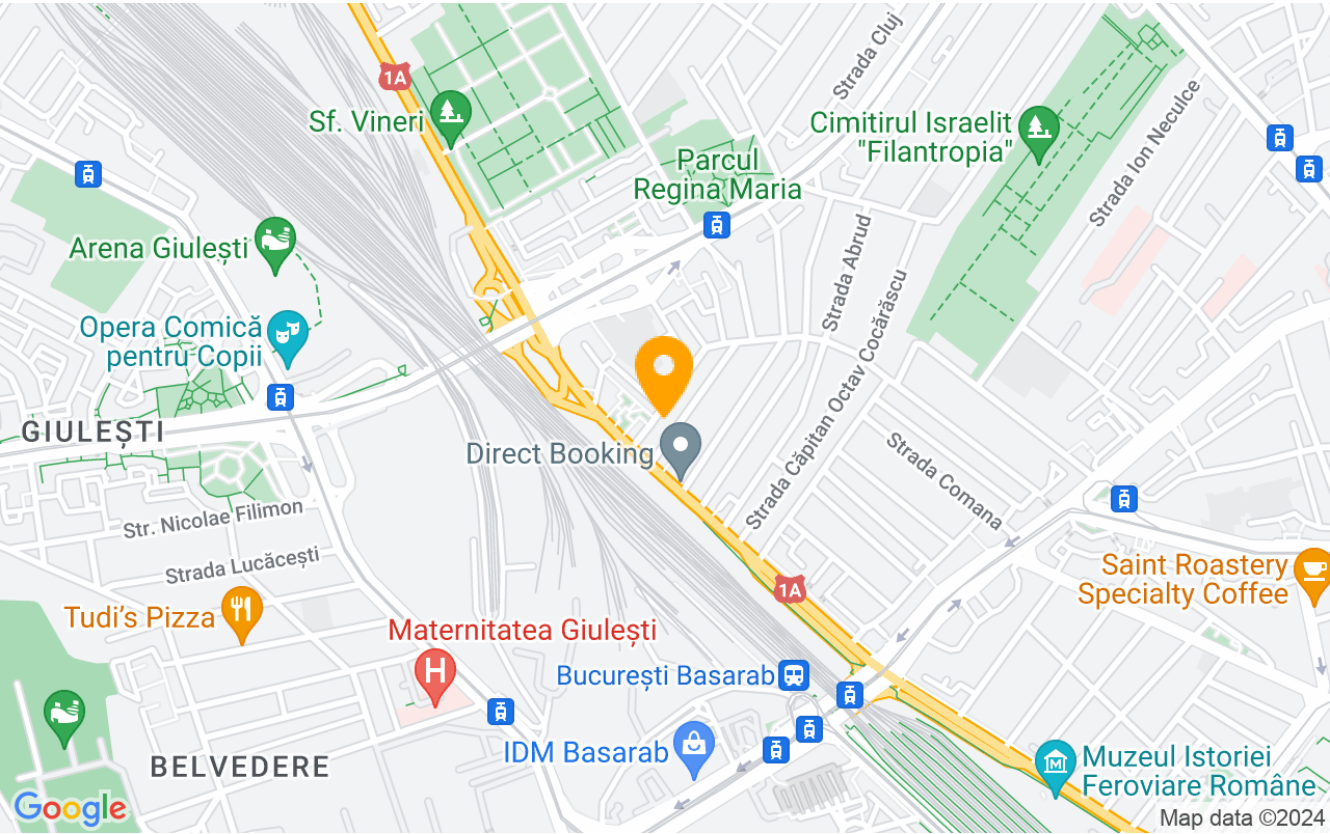 Strada Cluj
1A
Sf. Vineri
Cimitirul Israelit
"Filantropia"
Strada Ion Neculce
Parcul
Regina Maria
Arena Giulești
Strada Abrud
Strada Căpitan Octav Cocărăscu
Opera Comică
pentru Copii
GIULEȘTI
Direct Booking
Strada Comana
Str. Nicolae Filimon
Strada Lucăcești
Saint Roastery
Specialty Coffee
1A
Tudi's Pizza
Maternitatea Giulești
H
București Basarab
IDM Basarab
BELVEDERE
Muzeul Istoriei
Feroviare Române
M
Google
Map data ©2024